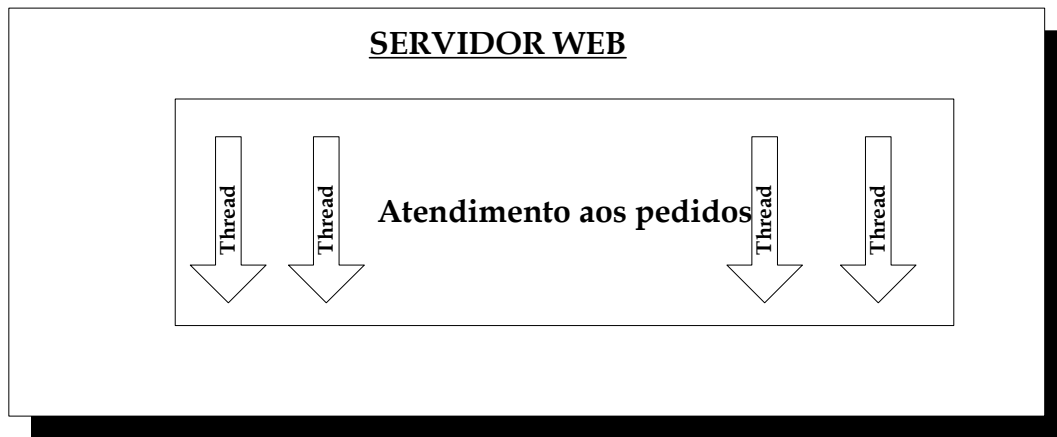 SERVIDOR WEB
Thread
Thread
Atendimento aos pedidos
Thread
Thread